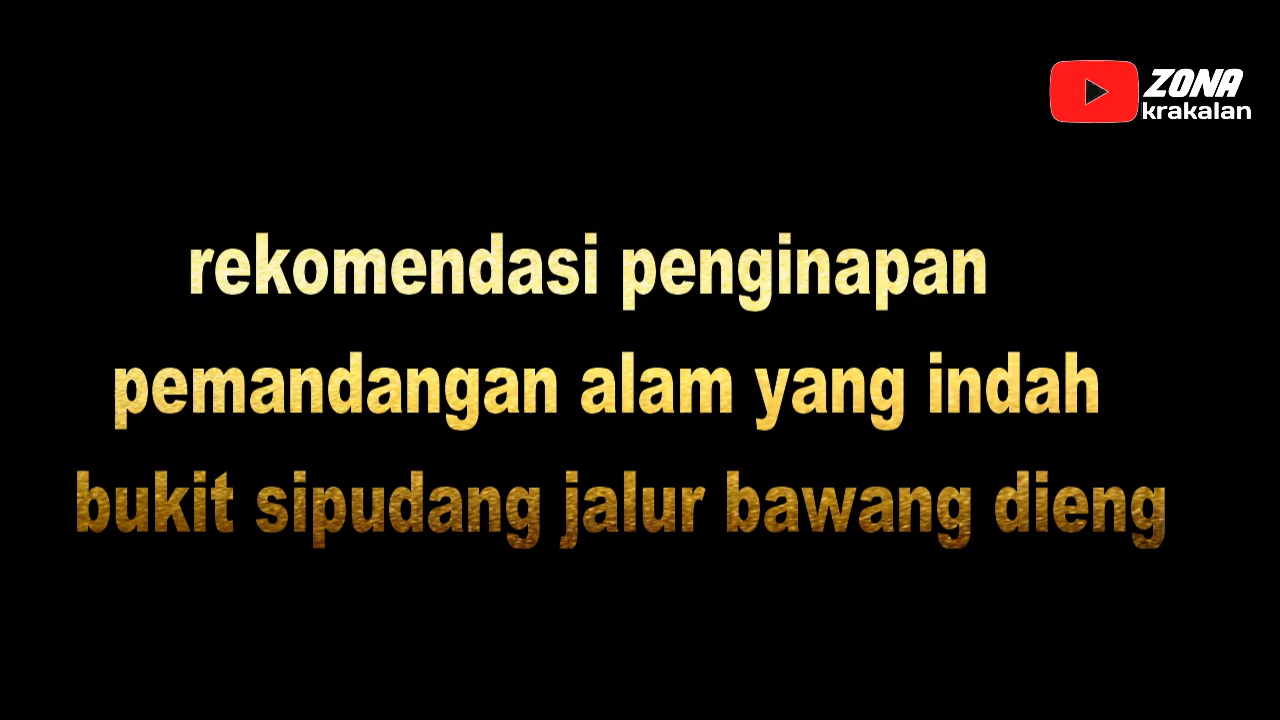 ZONA
krakalan
rekomendasi penginapan
pemandangan alam yang indah
bukit sipudang jalur bawang dieng